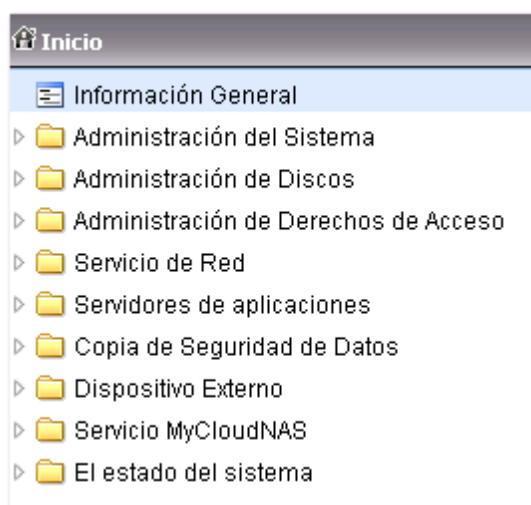 Inicio
Información General
Administración del Sistema
Administración de Discos
Administración de Derechos de Acceso
Servicio de Red
Servidores de aplicaciones
Copia de Seguridad de Datos
Dispositivo Externo
Servicio MyCloudNAS
El estado del sistema